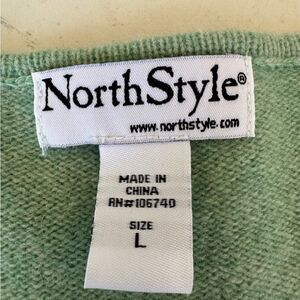 NorthStyle®
www.northstyle.com
MADE IN
CHINA
RN#106740
SIZE
L